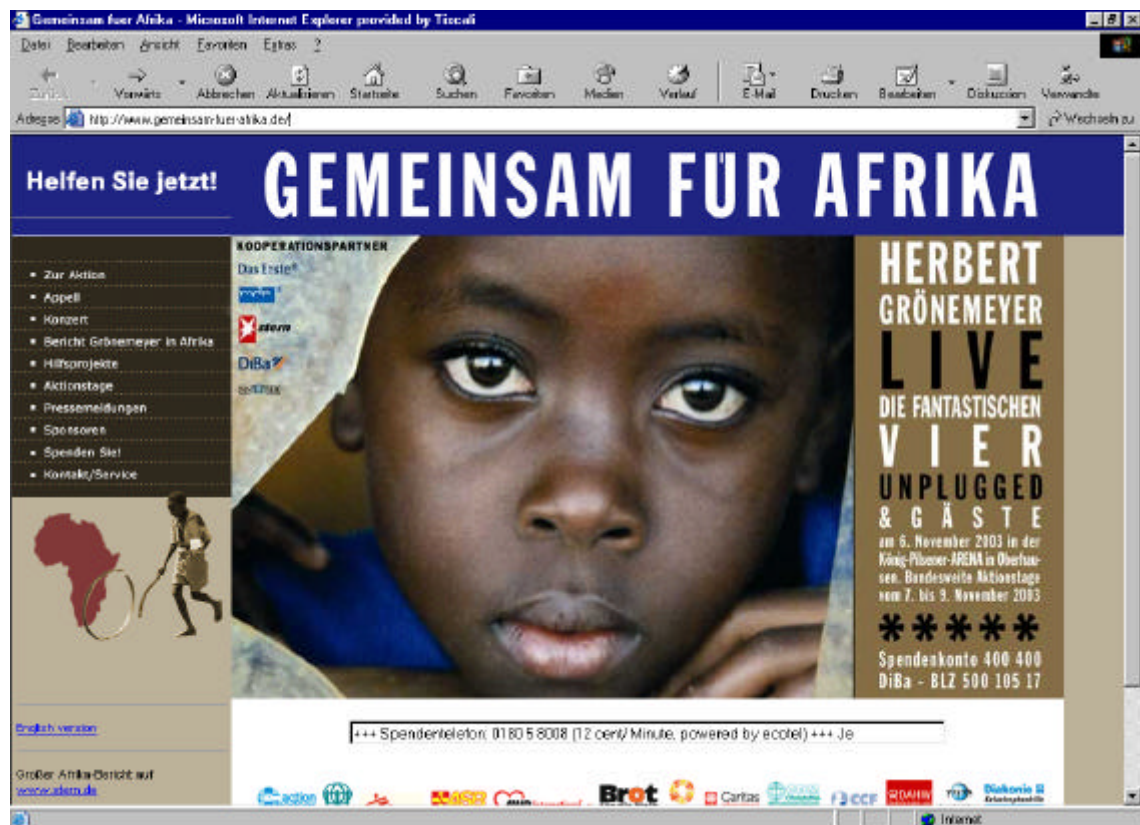 Gemeinsam fuer Afrika - Microsoft Internet Explorer provided by Tiscali
Datei Bearbeiten Ansicht Favoriten Extras ?
Zurück Vorwärts Abbrechen Aktualisieren Startseite Suchen Favoriten Medien Verlauf E-Mail Drucken Bearbeiten Diskussion Verwandte
Adresse http://www.gemeinsam-fuer-afrika.de/ Wechseln zu
Helfen Sie jetzt!
GEMEINSAM FÜR AFRIKA
Zur Aktion
Appell
Konzert
Bericht Grönemeyer in Afrika
Hilfsprojekte
Aktionstage
Pressemeldungen
Sponsoren
Spenden Sie!
Kontakt/Service
English version
Großer Afrika-Bericht auf
www.stern.de
KOOPERATIONSPARTNER
Das Erste
stern
DiBa
HERBERT
GRÖNEMEYER
LIVE
DIE FANTASTISCHEN
VIER
UNPLUGGED
& GÄSTE
am 6. November 2003 in der
König-Pilsener-ARENA in Oberhau-
sen. Bundesweite Aktionstage
vom 7. bis 9. November 2003
*****
Spendenkonto 400 400
DiBa - BLZ 500 105 17
+++ Spendentelefon: 0180 5 8008 (12 cent/ Minute, powered by ecotel) +++ Je
action Brot Caritas CCF DAHW Diakonie
Internet